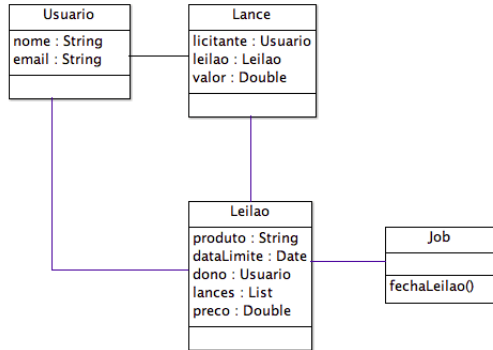 Usuario
nome : String
email : String
Lance
licitante : Usuario
leilao : Leilao
valor : Double
Leilao
produto : String
dataLimite : Date
dono : Usuario
lances : List
preco : Double
Job
fechaLeilao()